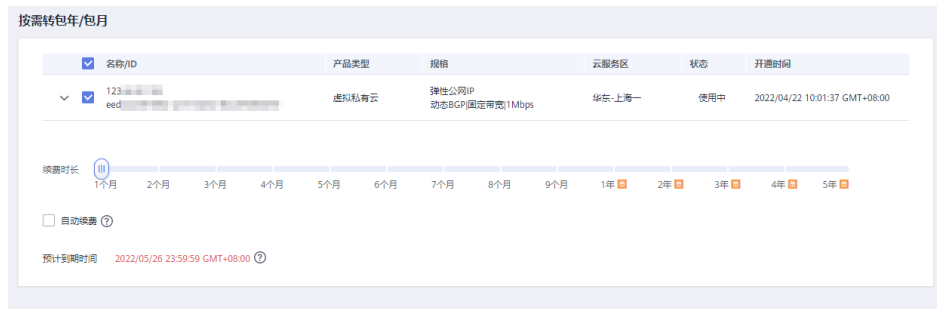 按需转包年/包月
名称/ID 产品类型 规格 云服务区 状态 开通时间
123
eed
虚拟私有云
弹性公网IP
动态BGP|固定带宽|1Mbps
华东-上海一 使用中 2022/04/22 10:01:37 GMT+08:00
续费时长
1个月 2个月 3个月 4个月 5个月 6个月 7个月 8个月 9个月 1年 2年 3年 4年 5年
自动续费 ?
预计到期时间 2022/05/26 23:59:59 GMT+08:00 ?